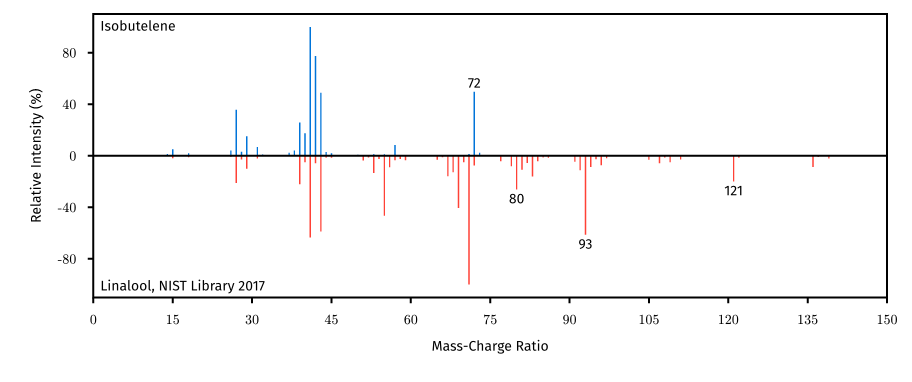 Isobutelene
80
40
0
-40
-80
Relative Intensity (%)
72
80
93
121
Linalool, NIST Library 2017
0 15 30 45 60 75 90 105 120 135 150
Mass-Charge Ratio